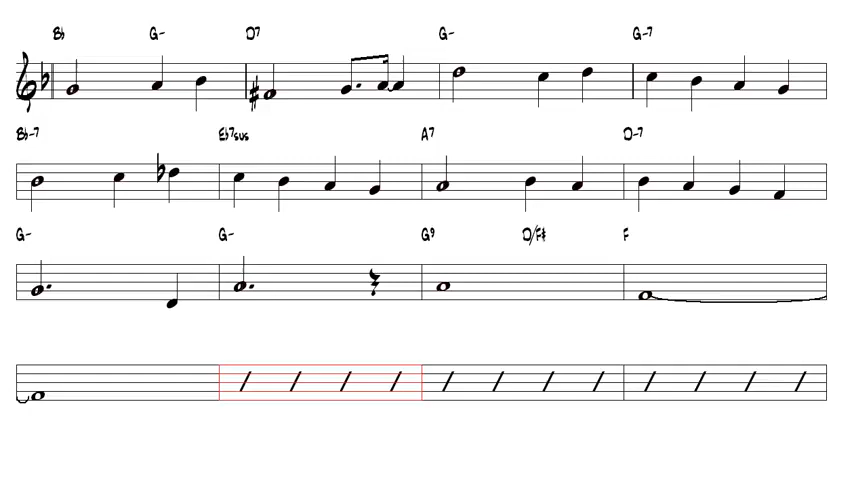 B♭ G- D7 G- G-7
B♭-7 E♭7sus A7 D-7
G- G- G9 D/F# F